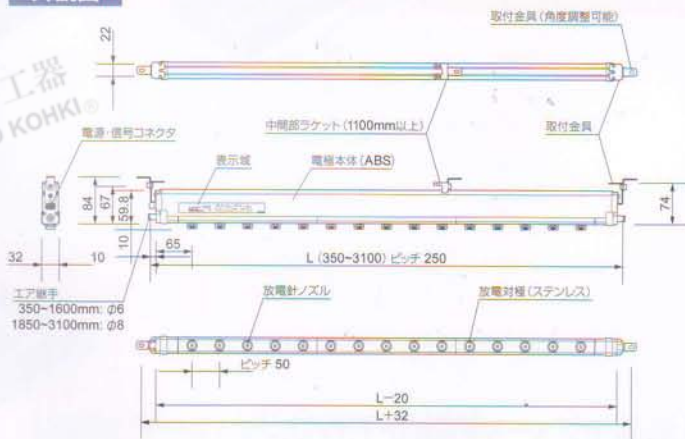 取付金具(角度調整可能)
22
工器
KOHKI®
中間部ラケット(1100mm以上)
取付金具
電源・信号コネクタ
表示域
電極本体(ABS)
84
67
59.8
74
10
32
10
65
L (350~3100) ピッチ 250
エア継手
350~1600mm: φ6
1850~3100mm: φ8
放電針ノズル
放電対極(ステンレス)
ピッチ 50
L-20
L+32